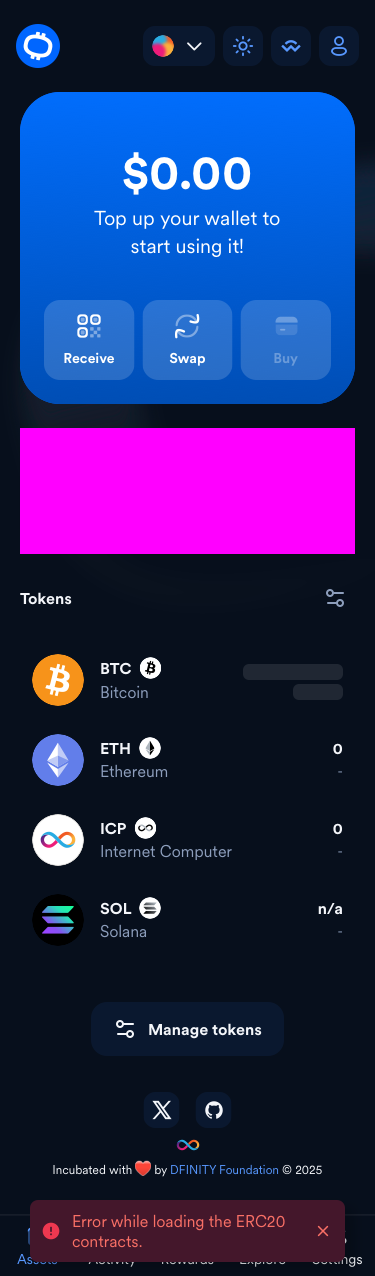 $0.00
Top up your wallet to
start using it!
Receive
Swap
Buy
Tokens
BTC
Bitcoin
ETH
0
Ethereum
-
ICP
0
Internet Computer
-
SOL
n/a
Solana
-
Manage tokens
Incubated with ❤️ by DFINITY Foundation © 2025
Error while loading the ERC20
contracts.
Assets
Activity
Rewards
Explore
Settings